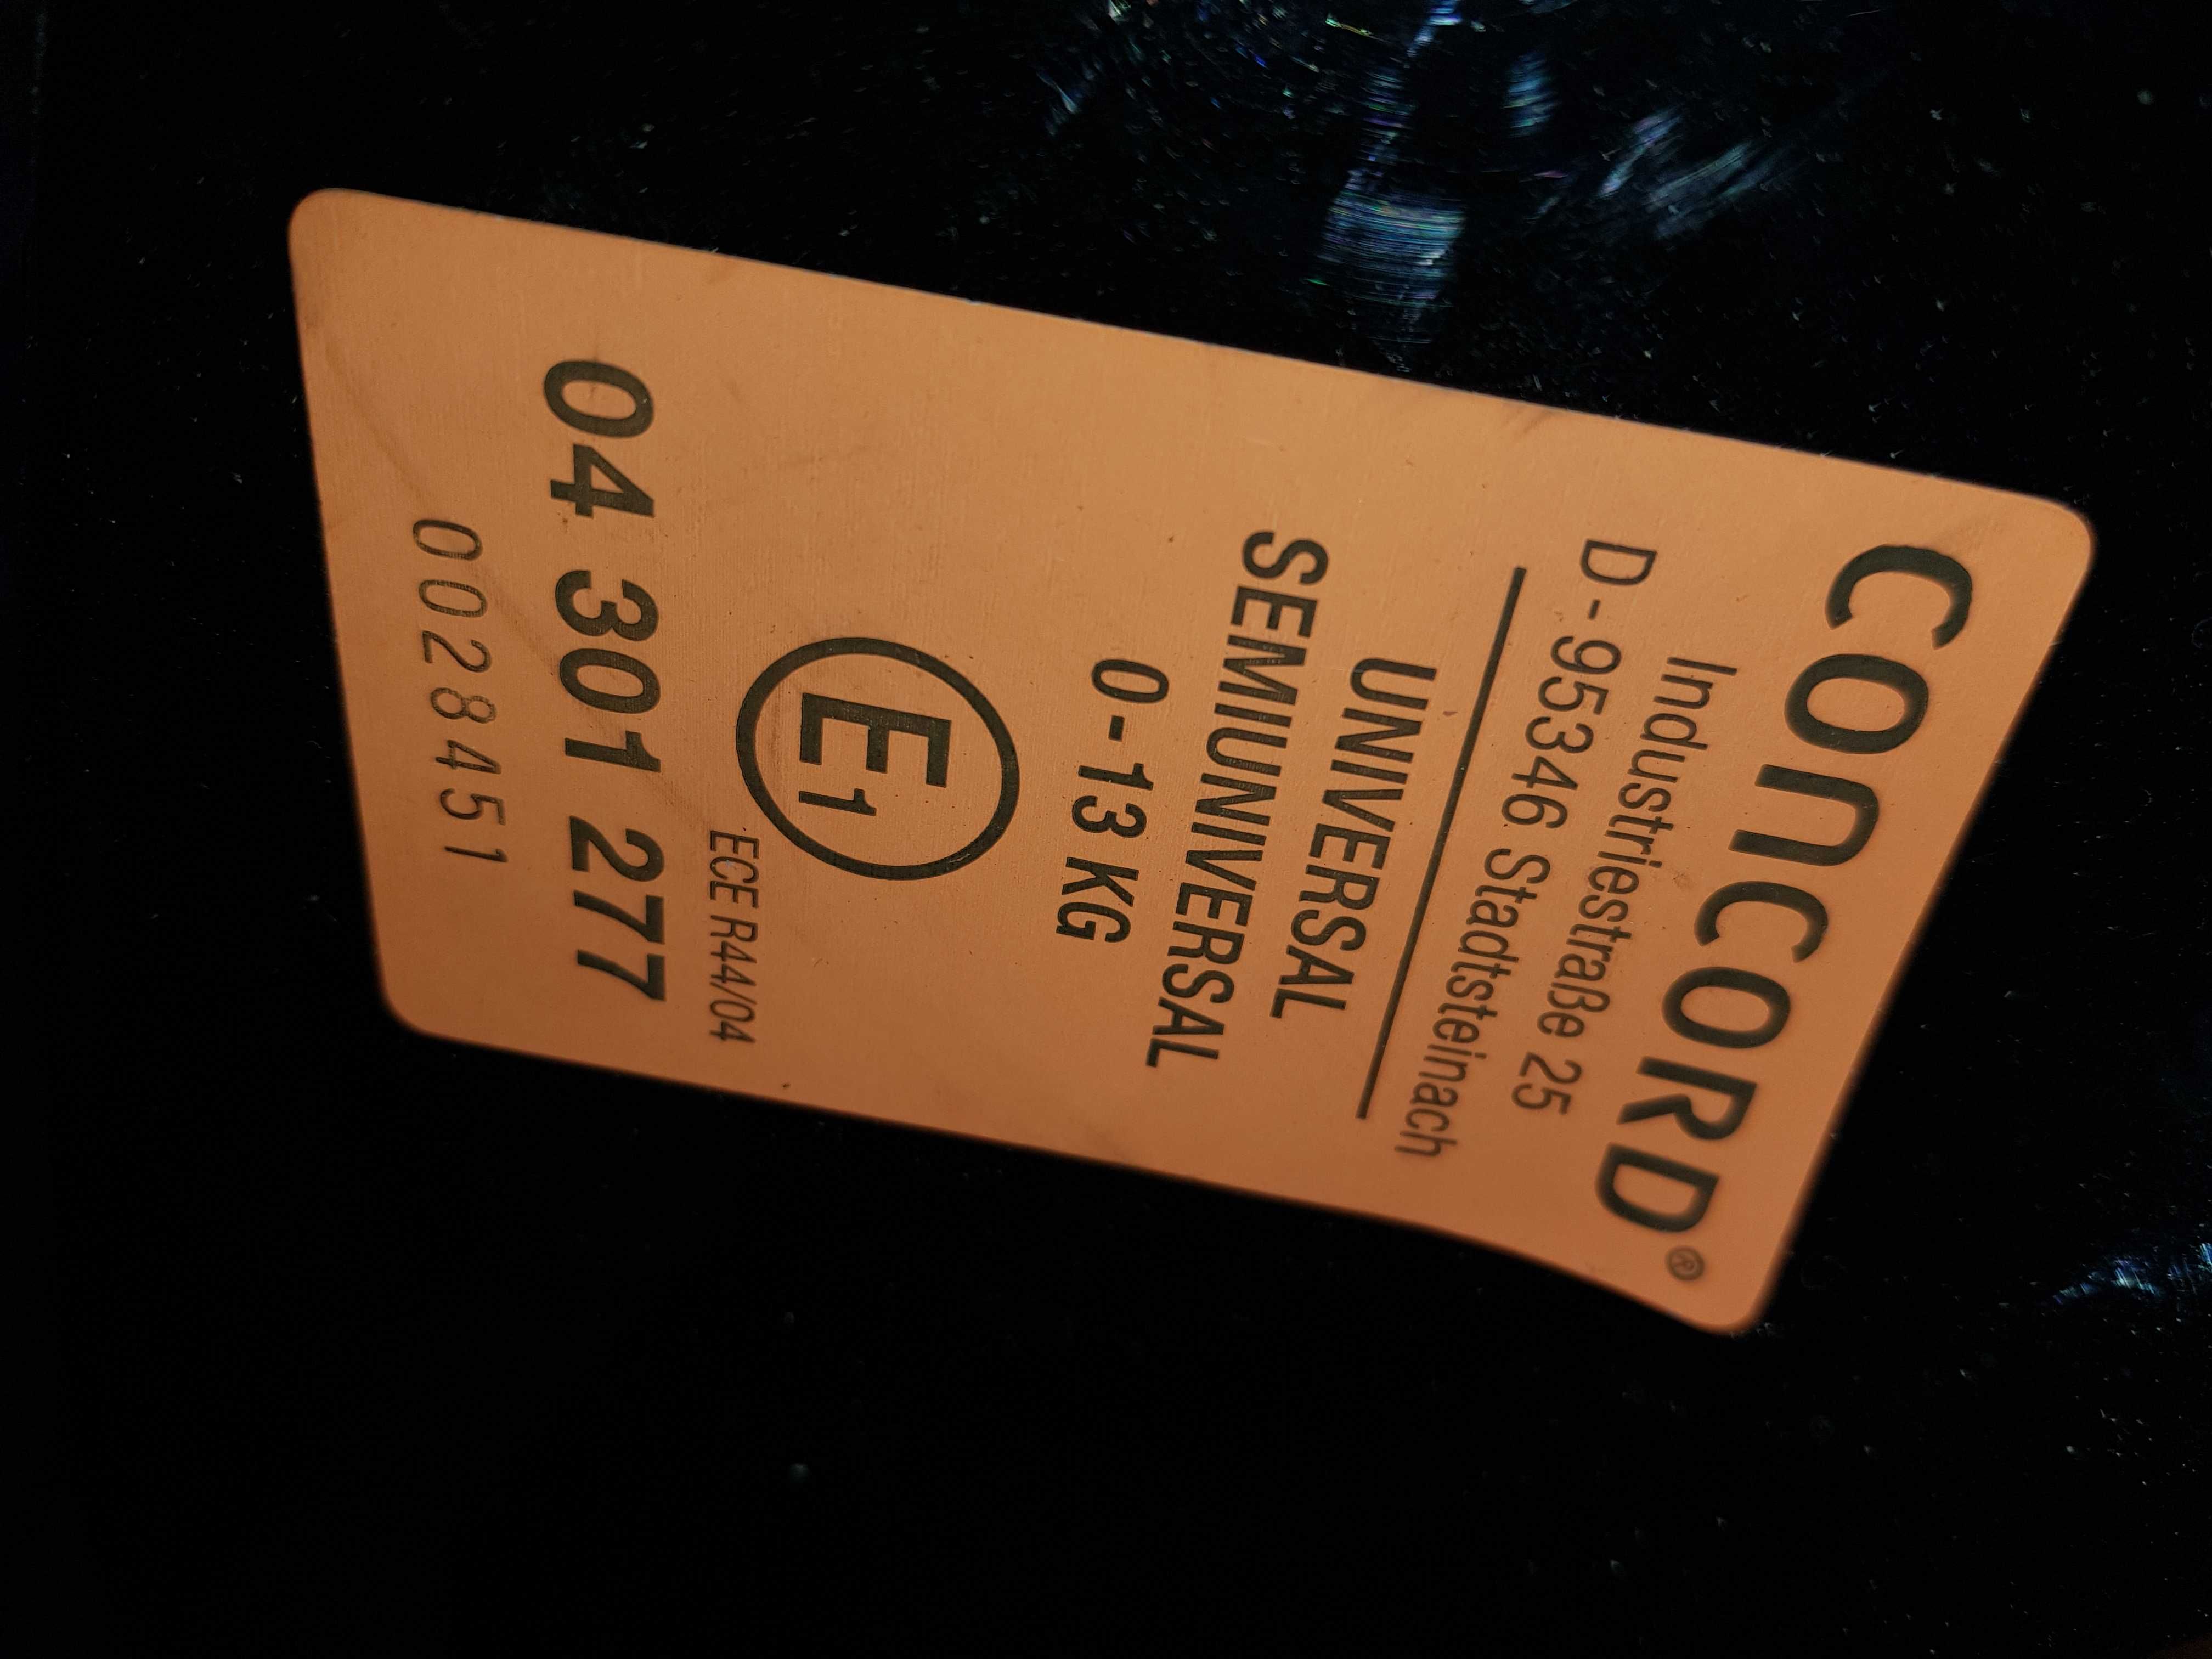 CONCORD®
Industriestraße 25
D-95346 Stadtsteinach
UNIVERSAL
SEMIUNIVERSAL
0-13 KG
E1
ECE R44/04
04 301 277
0028451